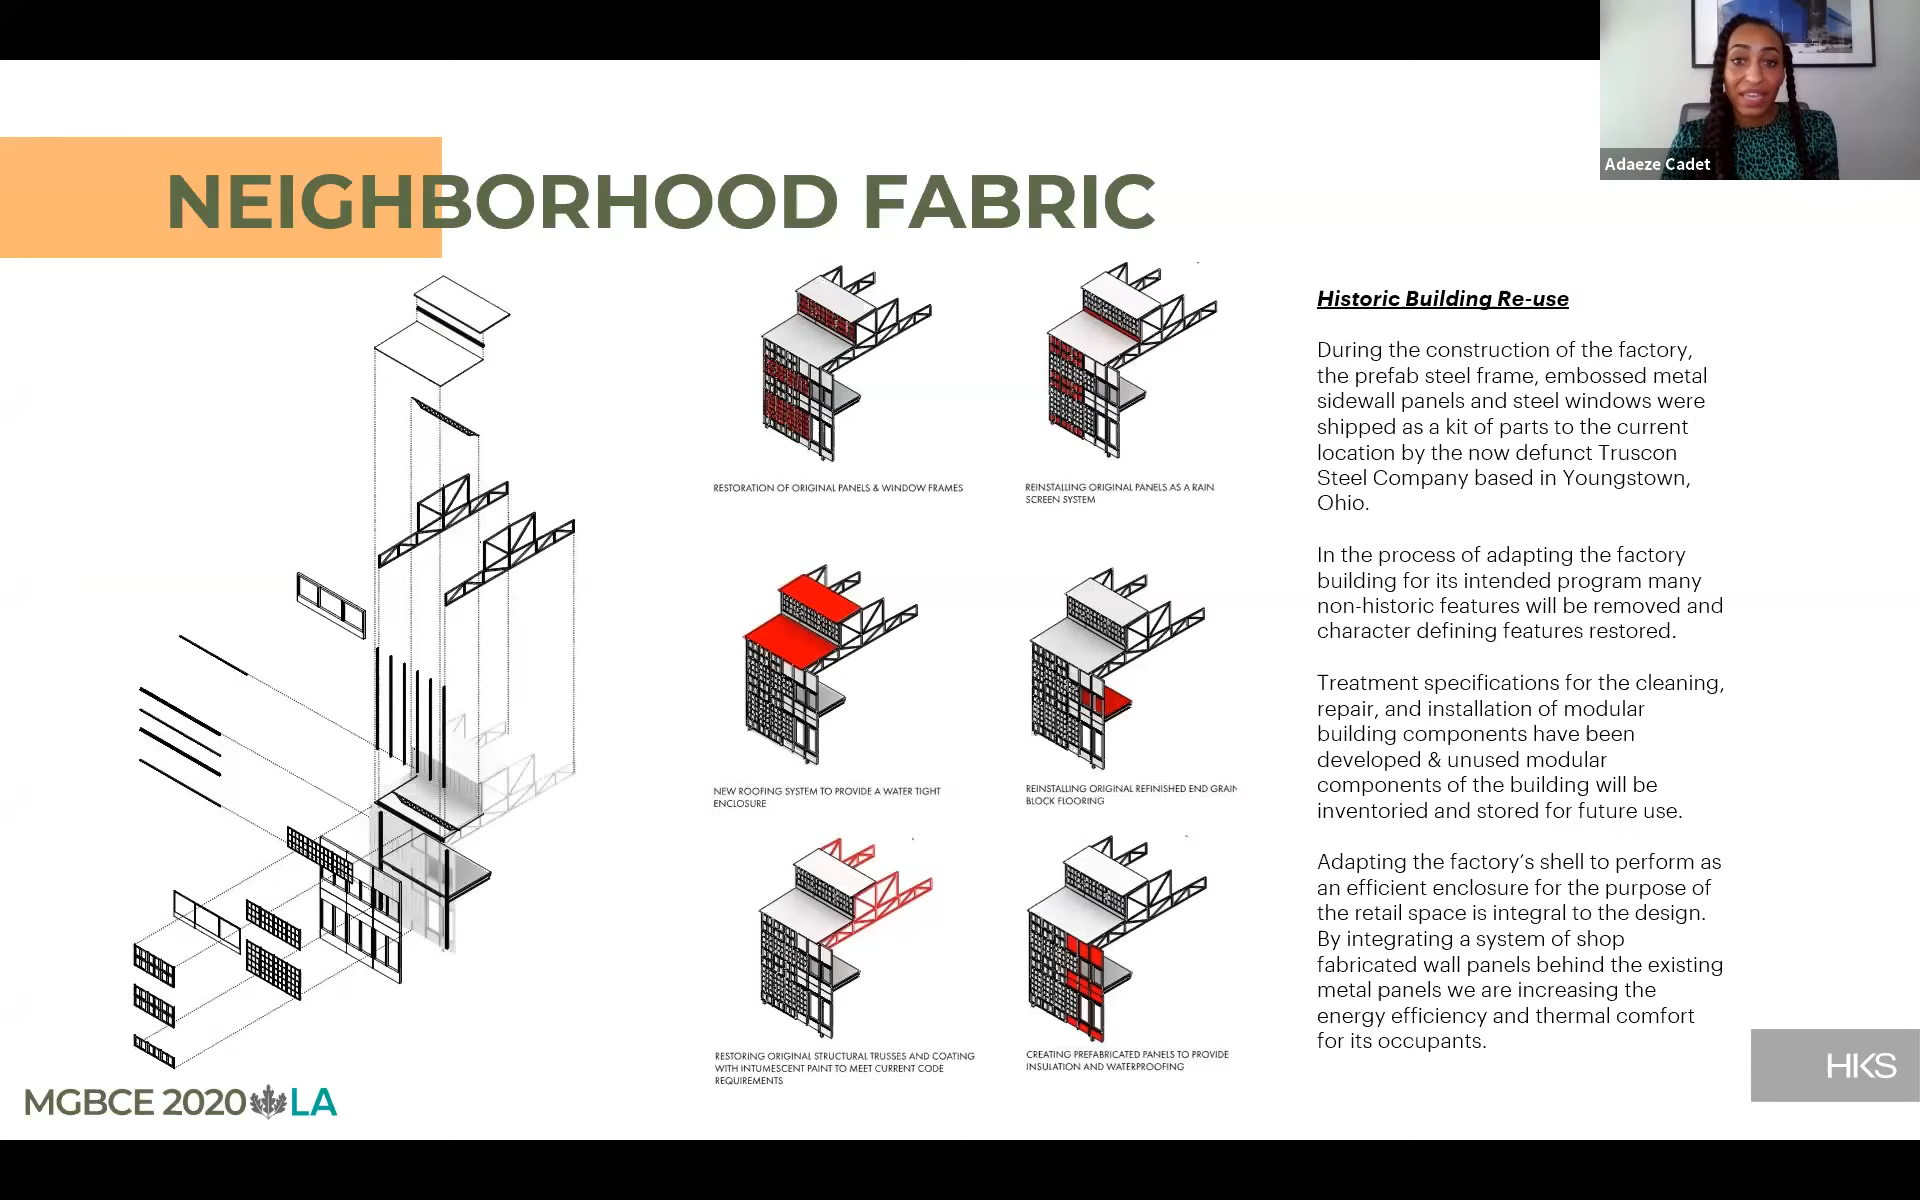 Adaeze Cadet
NEIGHBORHOOD FABRIC
RESTORATION OF ORIGINAL PANELS & WINDOW FRAMES
REINSTALLING ORIGINAL PANELS AS A RAIN
SCREEN SYSTEM
NEW ROOFING SYSTEM TO PROVIDE A WATER TIGHT
ENCLOSURE
REINSTALLING ORIGINAL REFINISHED END GRAIN
BLOCK FLOORING
RESTORING ORIGINAL STRUCTURAL TRUSSES AND COATING
WITH INTUMESCENT PAINT TO MEET CURRENT CODE
REQUIREMENTS
CREATING PREFABRICATED PANELS TO PROVIDE
INSULATION AND WATERPROOFING
Historic Building Re-use
During the construction of the factory,
the prefab steel frame, embossed metal
sidewall panels and steel windows were
shipped as a kit of parts to the current
location by the now defunct Truscon
Steel Company based in Youngstown,
Ohio.
In the process of adapting the factory
building for its intended program many
non-historic features will be removed and
character defining features restored.
Treatment specifications for the cleaning,
repair, and installation of modular
building components have been
developed & unused modular
components of the building will be
inventoried and stored for future use.
Adapting the factory’s shell to perform as
an efficient enclosure for the purpose of
the retail space is integral to the design.
By integrating a system of shop
fabricated wall panels behind the existing
metal panels we are increasing the
energy efficiency and thermal comfort
for its occupants.
HKS
MGBCE 2020 LA